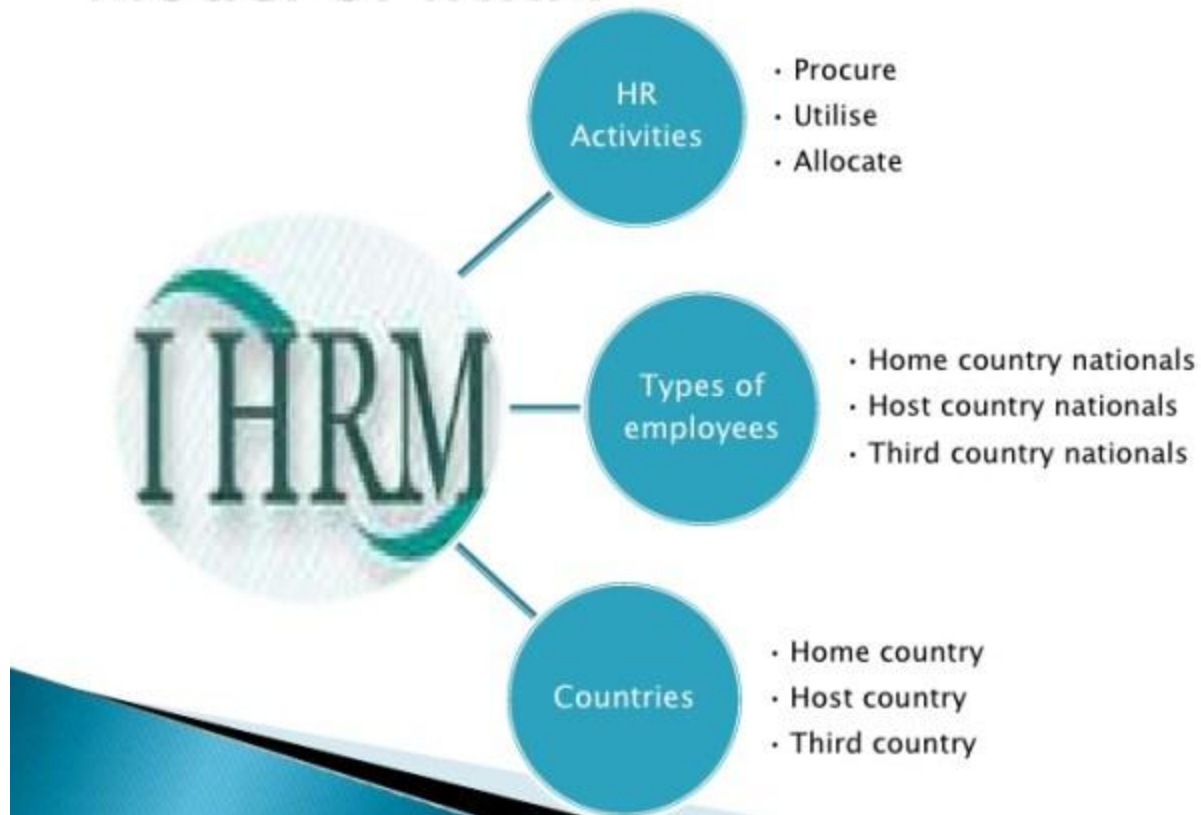 HR
Activities
· Procure
· Utilise
· Allocate
I HRM
Types of
employees
· Home country nationals
· Host country nationals
· Third country nationals
Countries
· Home country
· Host country
· Third country